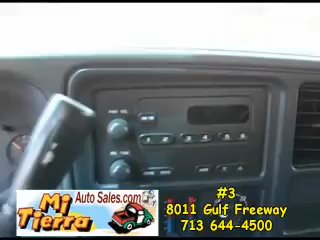 Auto Sales.com
Mi
Tierra
#3
8011 Gulf Freeway
713 644-4500